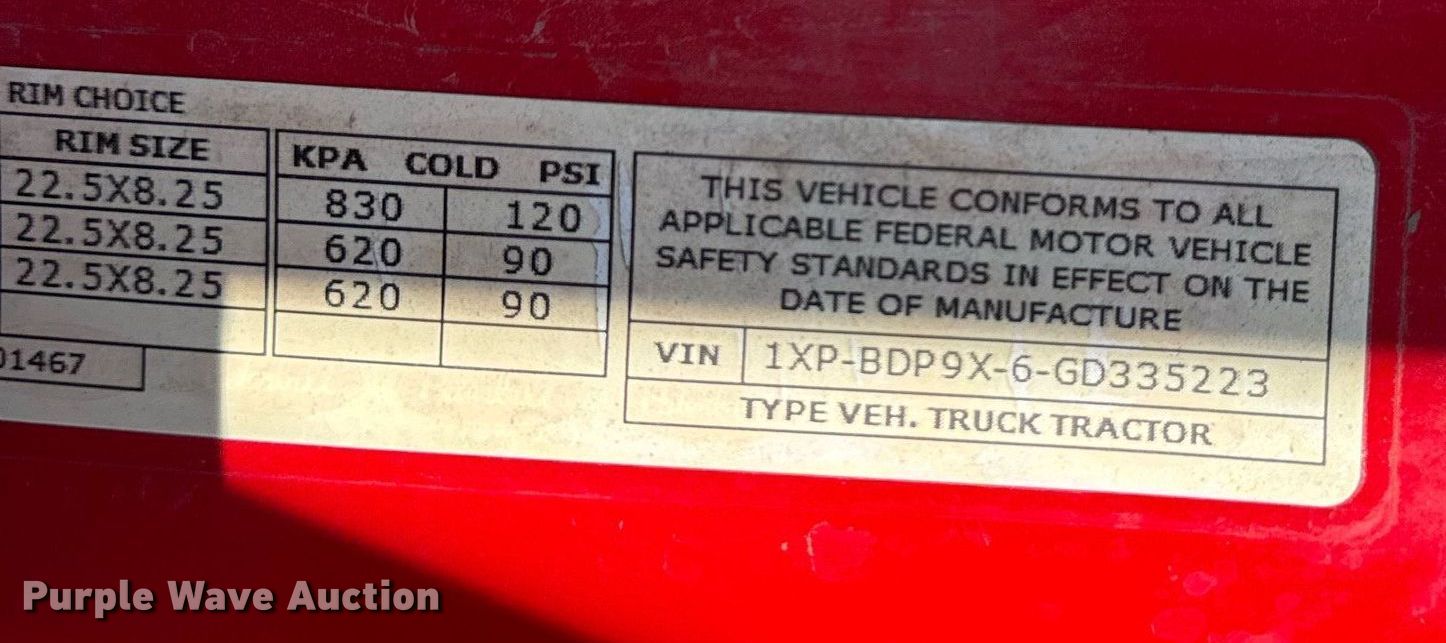 RIM CHOICE
RIM SIZE
22.5X8.25
22.5X8.25
22.5X8.25
01467
KPA COLD PSI
830 120
620 90
620 90
THIS VEHICLE CONFORMS TO ALL
APPLICABLE FEDERAL MOTOR VEHICLE
SAFETY STANDARDS IN EFFECT ON THE
DATE OF MANUFACTURE
VIN 1XP-BDP9X-6-GD335223
TYPE VEH. TRUCK TRACTOR
Purple Wave Auction